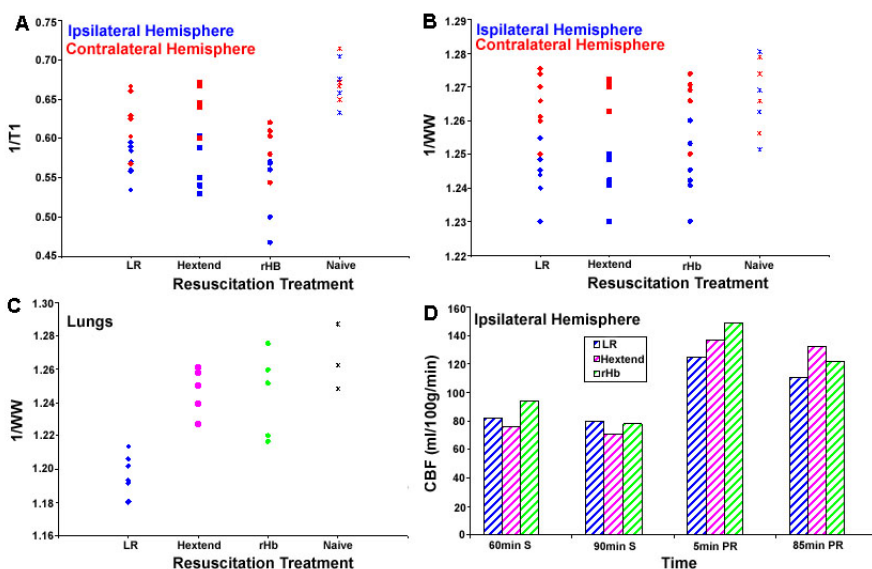 A
Ipsilateral Hemisphere
Contralateral Hemisphere
1/T1
0.75
0.70
0.65
0.60
0.55
0.50
0.45
LR
Hextend
rHB
Naive
Resuscitation Treatment
B
Ispilateral Hemisphere
Contralateral Hemisphere
1/WW
1.29
1.28
1.27
1.26
1.25
1.24
1.23
1.22
LR
Hextend
rHb
Naive
Resuscitation Treatment
C
Lungs
1/WW
1.30
1.28
1.26
1.24
1.22
1.20
1.18
1.16
LR
Hextend
rHb
Naive
Resuscitation Treatment
D
Ipsilateral Hemisphere
LR
Hextend
rHb
CBF (ml/100g/min)
160
140
120
100
80
60
40
20
0
60min S
90min S
5min PR
85min PR
Time